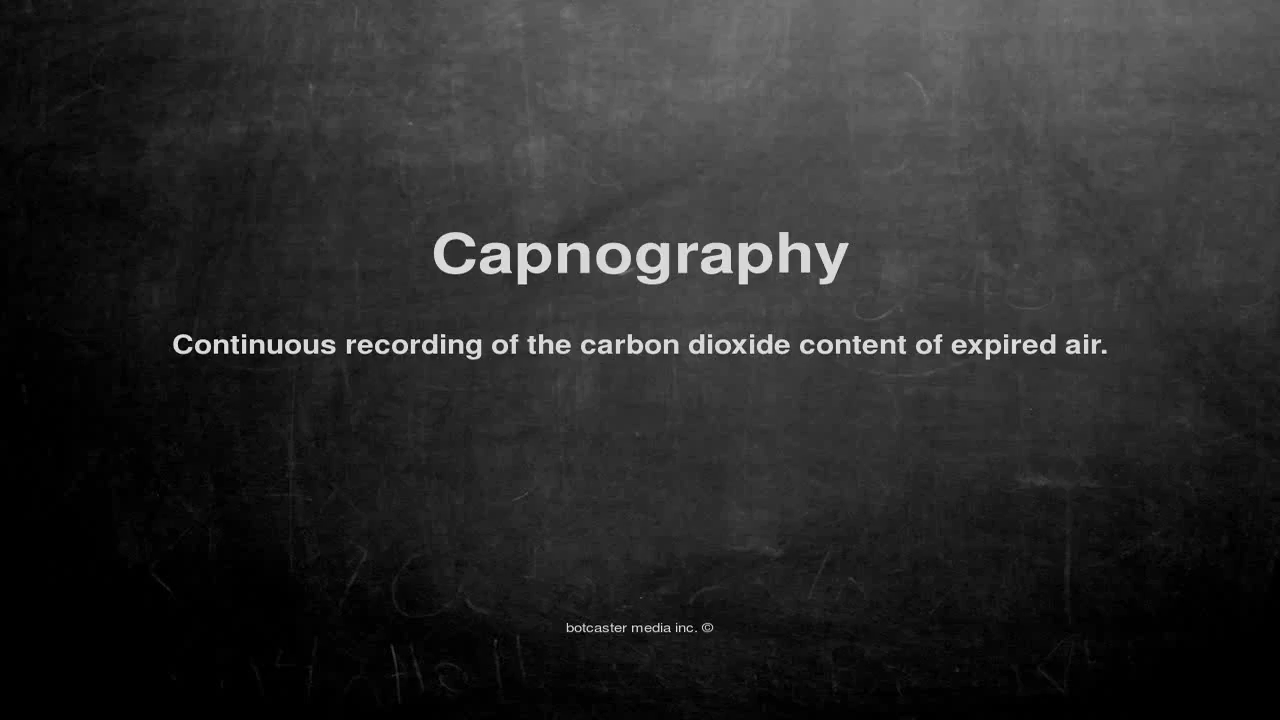 Capnography
Continuous recording of the carbon dioxide content of expired air.
botcaster media inc. ©